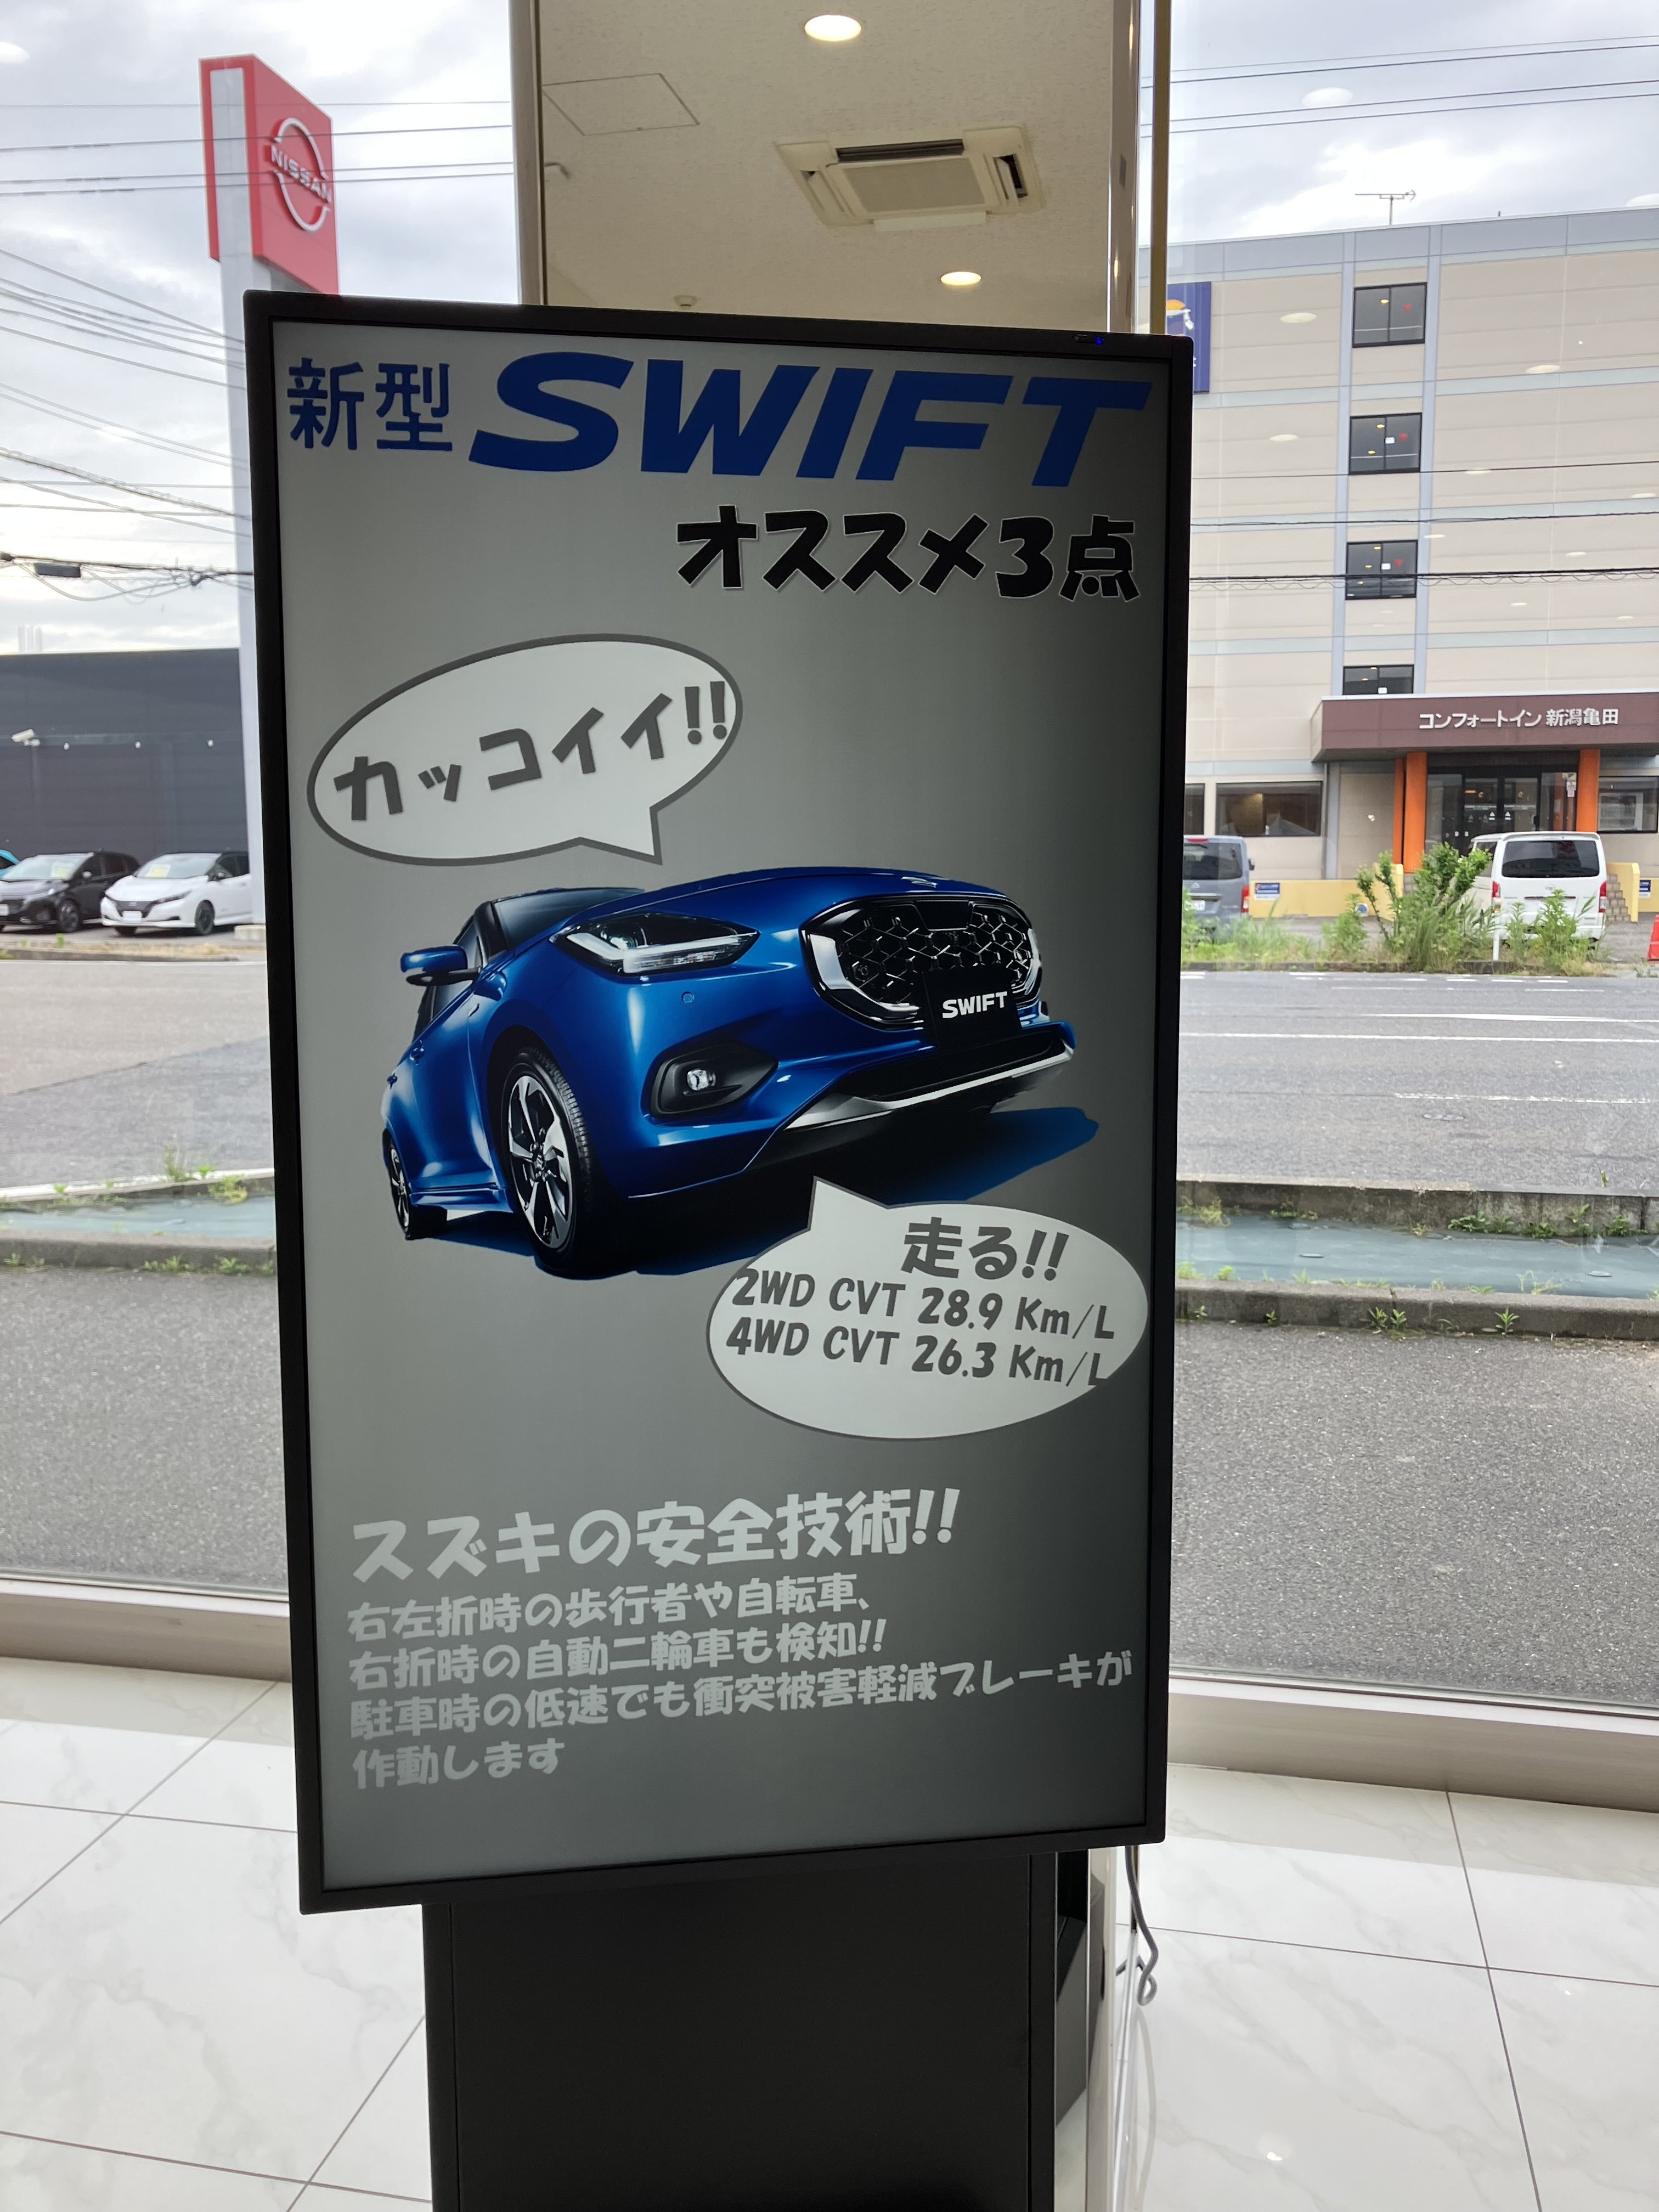 NISSAN
新型 SWIFT
オススメ3点
カッコイイ!!
コンフォートイン 新潟亀田
SWIFT
走る!!
2WD CVT 28.9 Km/L
4WD CVT 26.3 Km/L
スズキの安全技術!!
右左折時の歩行者や自転車、
右折時の自動二輪車も検知!!
駐車時の低速でも衝突被害軽減ブレーキが
作動します